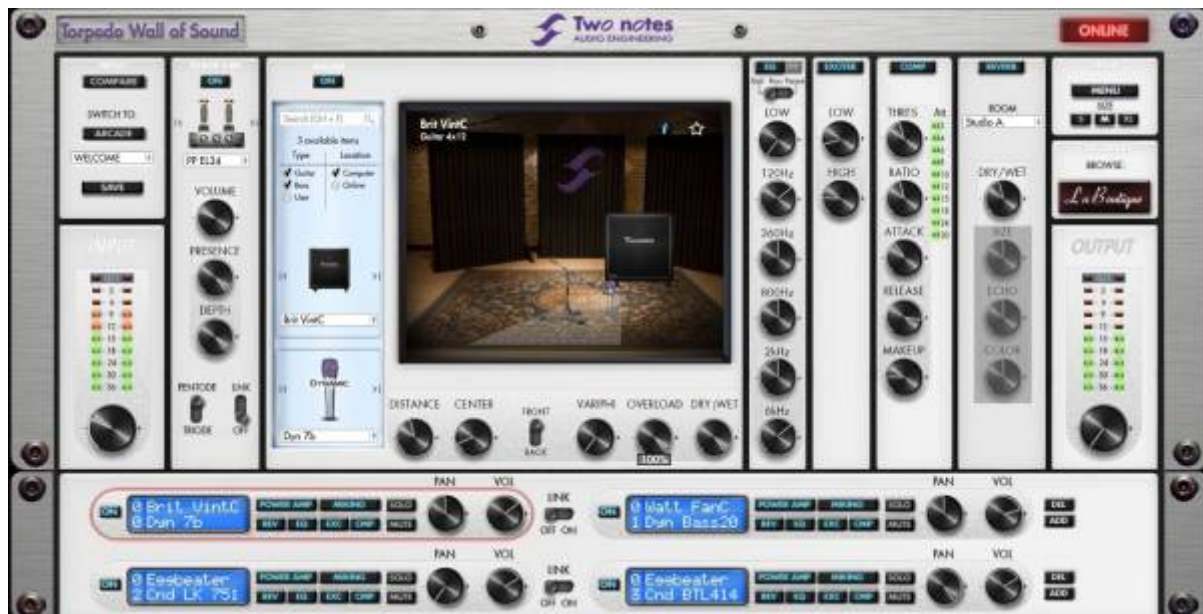 Torpedo Wall of Sound
Two notes
AUDIO ENGINEERING
ONLINE
COMPARE
SWITCH TO
ARCADE
WELCOME
SAVE
INPUT
ON
PP EL34
VOLUME
PRESENCE
DEPTH
PENTODE
LINK
TRIODE
OFF
ON
Search (Ctrl + F)
3 available items
Type
Location
Guitar
Computer
Bass
Online
User
Brit VintC
DYNAMIC
Dyn 7b
Brit VintC
Guitar 4x12
DISTANCE
CENTER
FRONT
BACK
VARIPHI
OVERLOAD
DRY/WET
100%
EQ
LOW
120Hz
360Hz
800Hz
2kHz
6kHz
EXCITER
LOW
HIGH
COMP
THRES
RATIO
ATTACK
RELEASE
MAKEUP
REVERB
ROOM
Studio A
DRY/WET
SIZE
ECHO
COLOR
MENU
SIZE
S M XL
BROWSE
La Boutique
OUTPUT
PAN VOL
ON
0 Brit VintC
0 Dyn 7b
POWER AMP MIKING SOLO
REV EQ EXC CMP MUTE
LINK
OFF ON
PAN VOL
ON
0 Watt FanC
1 Dyn Bass20
POWER AMP MIKING SOLO
REV EQ EXC CMP MUTE
DEL
ADD
PAN VOL
ON
0 Eggbeater
2 Cnd LK 75i
POWER AMP MIKING SOLO
REV EQ EXC CMP MUTE
LINK
OFF ON
PAN VOL
ON
0 Eggbeater
3 Cnd BTL414
POWER AMP MIKING SOLO
REV EQ EXC CMP MUTE
DEL
ADD